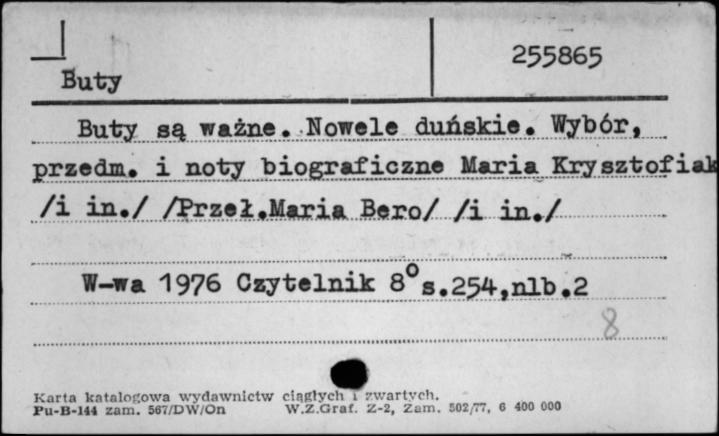 255865
Buty
Buty są ważne. Nowele duńskie. Wybór,
przedm. i noty biograficzne Maria Krysztofiak
/i in./ /Przeł.Maria Bero/ /i in./
W-wa 1976 Czytelnik 8° s.254,nlb.2
8
Karta katalogowa wydawnictw ciągłych i zwartych.
Pu-B-144 zam. 567/DW/On W.Z.Graf. Z-2, Zam. 502/77, 6 400 000